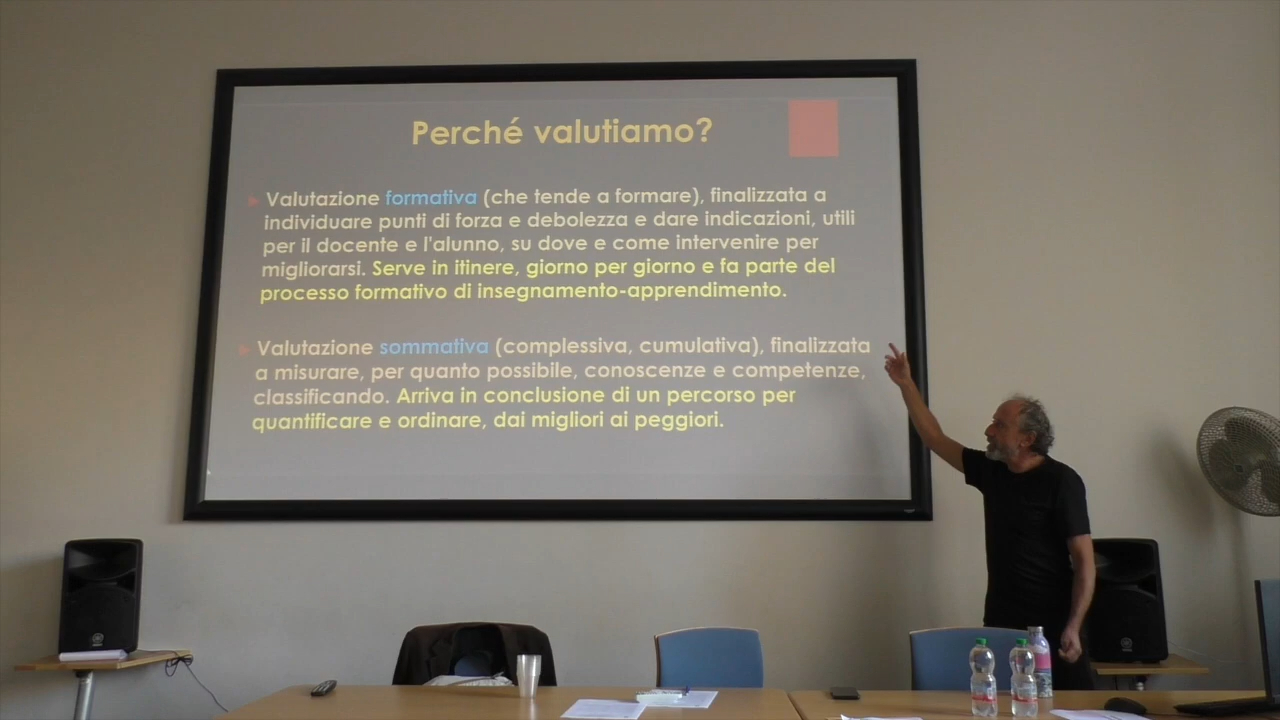 Perché valutiamo?
Valutazione formativa (che tende a formare), finalizzata a
individuare punti di forza e debolezza e dare indicazioni, utili
per il docente e l'alunno, su dove e come intervenire per
migliorarsi. Serve in itinere, giorno per giorno e fa parte del
processo formativo di insegnamento-apprendimento.
Valutazione sommativa (complessiva, cumulativa), finalizzata
a misurare, per quanto possibile, conoscenze e competenze,
classificando. Arriva in conclusione di un percorso per
quantificare e ordinare, dai migliori ai peggiori.